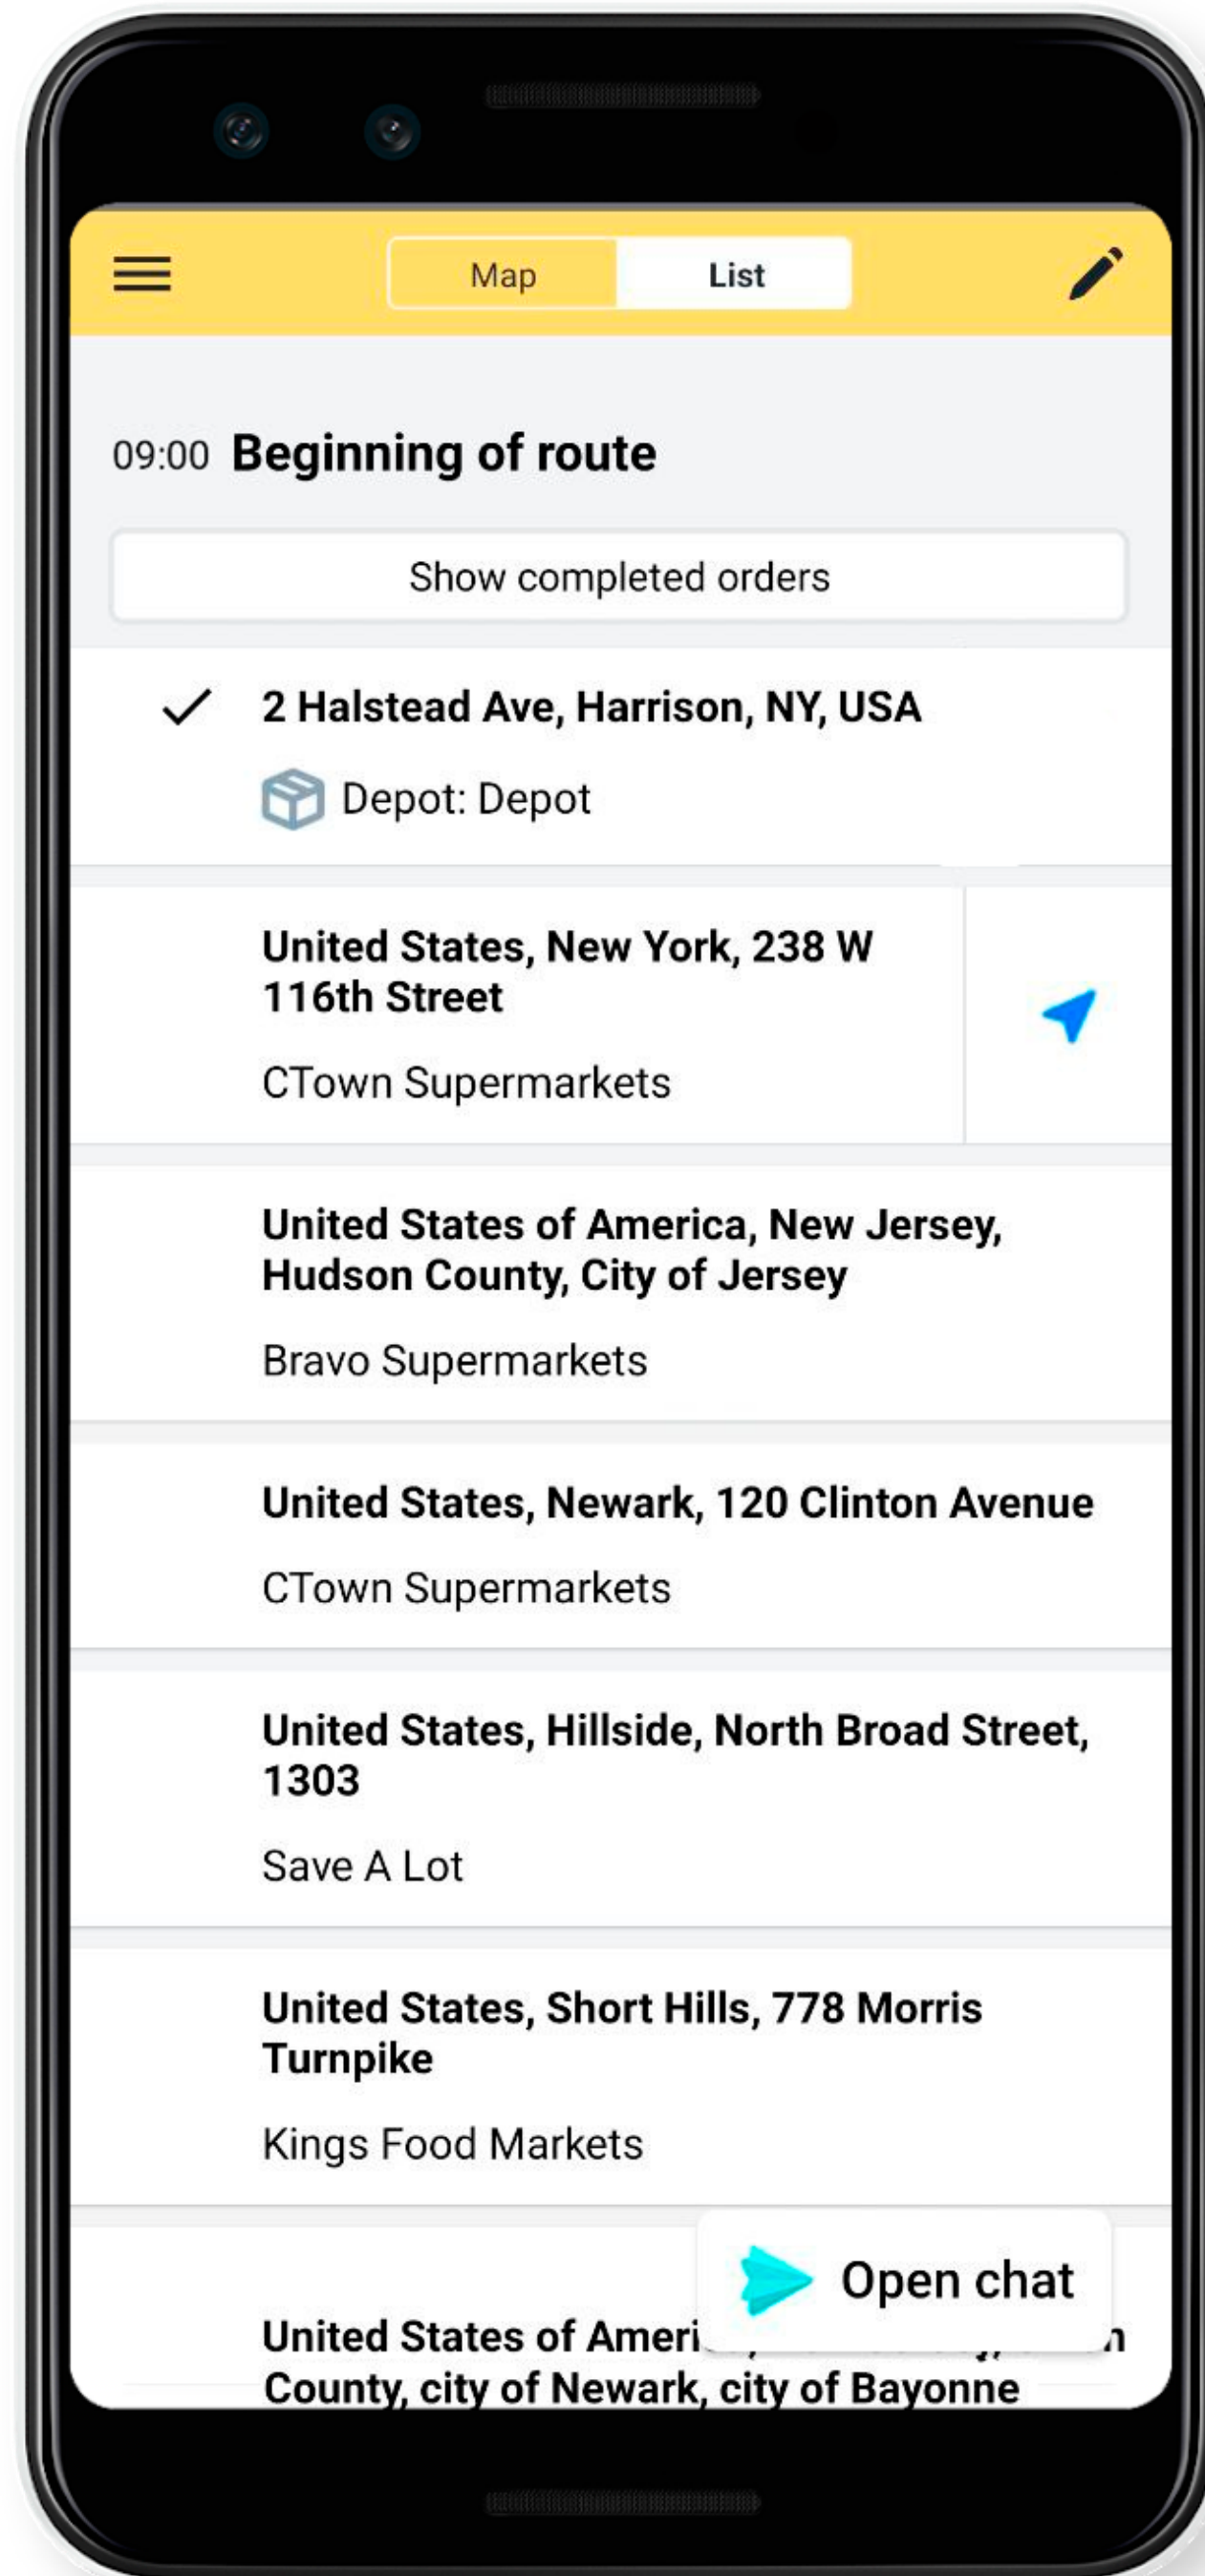 Map List
09:00 Beginning of route
Show completed orders
2 Halstead Ave, Harrison, NY, USA
Depot: Depot
United States, New York, 238 W
116th Street
CTown Supermarkets
United States of America, New Jersey,
Hudson County, City of Jersey
Bravo Supermarkets
United States, Newark, 120 Clinton Avenue
CTown Supermarkets
United States, Hillside, North Broad Street,
1303
Save A Lot
United States, Short Hills, 778 Morris
Turnpike
Kings Food Markets
Open chat
United States of
County, city of Newark, city of Bayonne